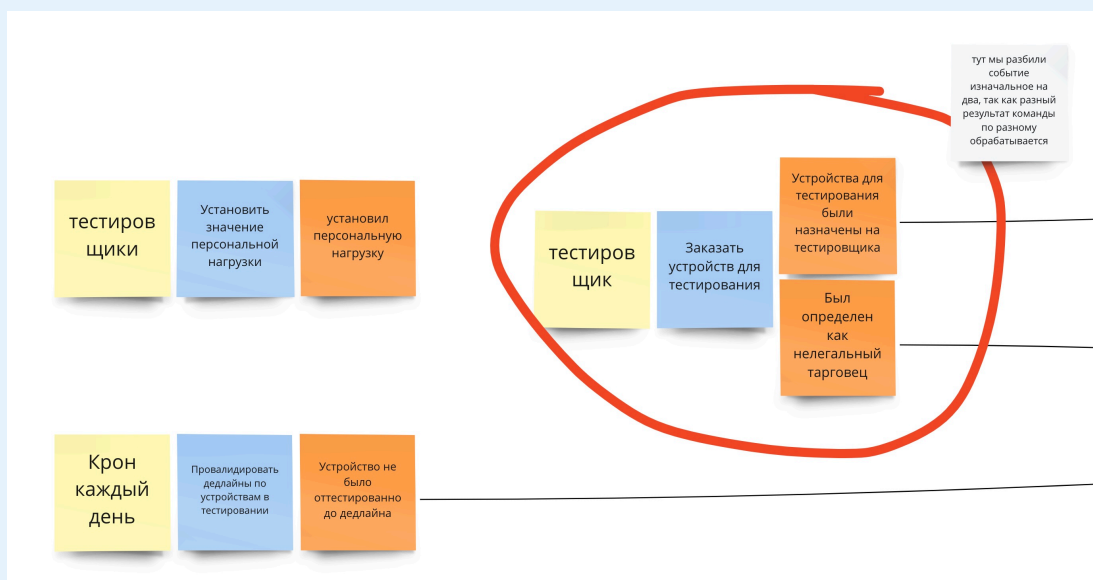 тут мы разбили
событие
изначальное на
два, так как разный
результат команды
по разному
обрабатывается
тестиров
щики
Установить
значение
персональной
нагрузки
установил
персональную
нагрузку
тестиров
щик
Заказать
устройств для
тестирования
Устройства для
тестирования
были
назначены на
тестировщика
Был
определен
как
нелегальный
тарговец
Крон
каждый
день
Провалидировать
дедлайны по
устройствам в
тестировании
Устройство не
было
оттестированно
до дедлайна